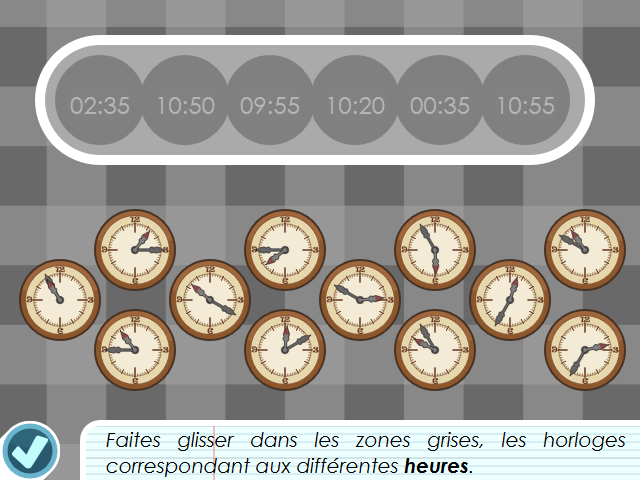 02:35 10:50 09:55 10:20 00:35 10:55
Faites glisser dans les zones grises, les horloges
correspondant aux différentes heures.